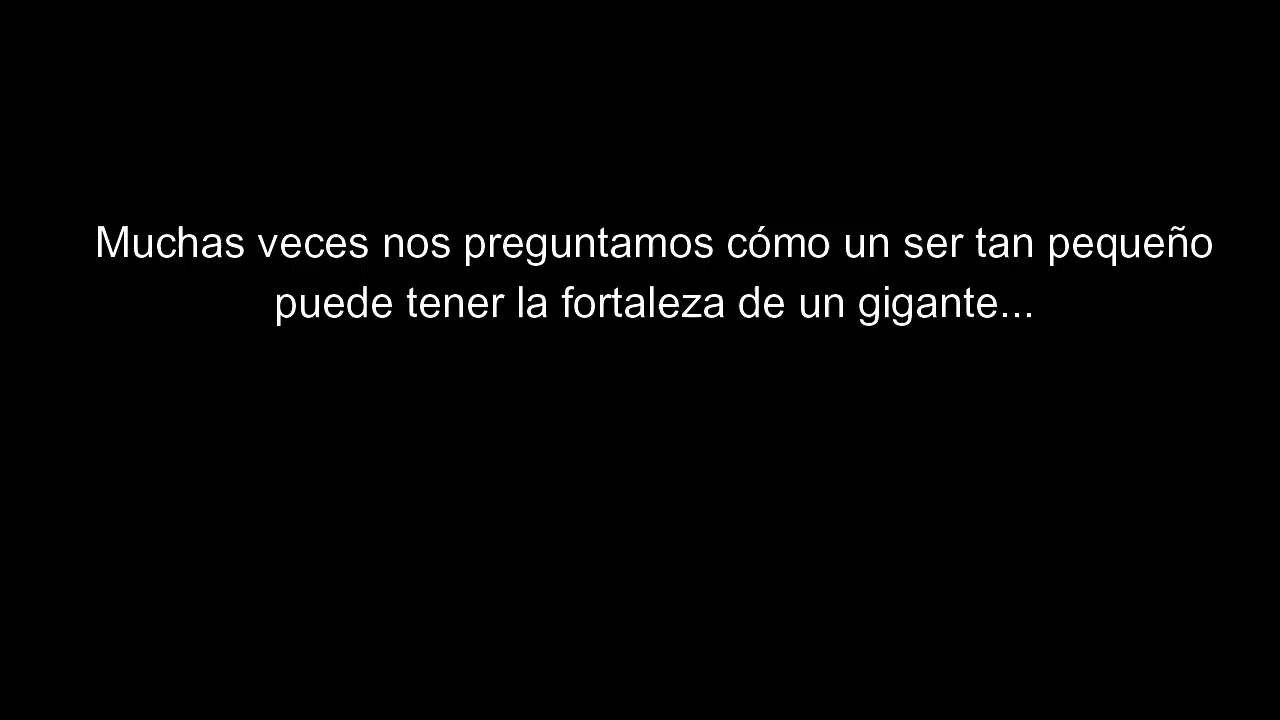 Muchas veces nos preguntamos cómo un ser tan pequeño
puede tener la fortaleza de un gigante...